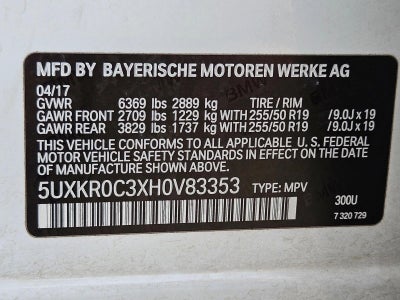 MFD BY BAYERISCHE MOTOREN WERKE AG
04/17
GVWR 6369 lbs 2889 kg TIRE / RIM
GAWR FRONT 2709 lbs 1229 kg WITH 255/50 R19 /9.0J x 19
GAWR REAR 3829 lbs 1737 kg WITH 255/50 R19 /9.0J x 19
THIS VEHICLE CONFORMS TO ALL APPLICABLE U. S. FEDERAL
MOTOR VEHICLE SAFETY STANDARDS IN EFFECT ON THE DATE
OF MANUFACTURE SHOWN ABOVE.
5UXKR0C3XH0V83353 TYPE: MPV
300U
7 320 729